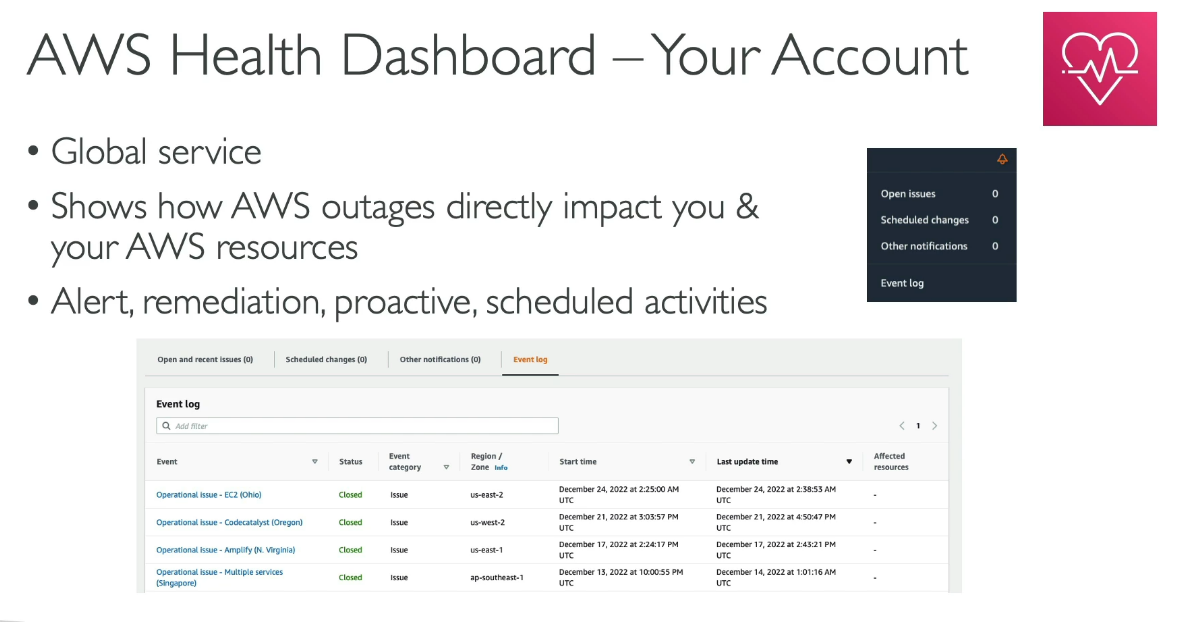 AWS Health Dashboard – Your Account
• Global service
• Shows how AWS outages directly impact you &
your AWS resources
• Alert, remediation, proactive, scheduled activities
Open issues 0
Scheduled changes 0
Other notifications 0
Event log
Open and recent issues (0) Scheduled changes (0) Other notifications (0) Event log
Event log
Add filter
1
Event Status Event category Region / Zone Info Start time Last update time Affected resources
Operational issue - EC2 (Ohio) Closed Issue us-east-2 December 24, 2022 at 2:25:00 AM UTC December 24, 2022 at 2:38:53 AM UTC -
Operational issue - Codecatalyst (Oregon) Closed Issue us-west-2 December 21, 2022 at 3:03:57 PM UTC December 21, 2022 at 4:50:47 PM UTC -
Operational issue - Amplify (N. Virginia) Closed Issue us-east-1 December 17, 2022 at 2:24:17 PM UTC December 17, 2022 at 2:43:21 PM UTC -
Operational issue - Multiple services (Singapore) Closed Issue ap-southeast-1 December 13, 2022 at 10:00:55 PM UTC December 14, 2022 at 1:01:16 AM UTC -